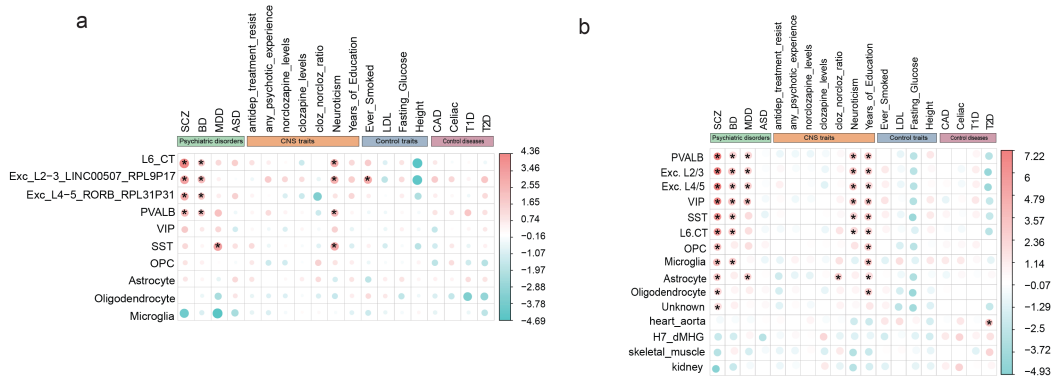 a
SCZ
BD
MDD
ASD
antidep_treatment_resist
any_psychotic_experience
norclozapine_levels
clozapine_levels
cloz_norcloz_ratio
Neuroticism
Years_of_Education
Ever_Smoked
LDL
Fasting_Glucose
Height
CAD
Celiac
T1D
T2D
Psychiatric disorders
CNS traits
Control traits
Control diseases
L6_CT
Exc_L2−3_LINC00507_RPL9P17
Exc_L4−5_RORB_RPL31P31
PVALB
VIP
SST
OPC
Astrocyte
Oligodendrocyte
Microglia
4.36
3.46
2.55
1.65
0.74
−0.16
−1.07
−1.97
−2.88
−3.78
−4.69
b
SCZ
BD
MDD
ASD
antidep_treatment_resist
any_psychotic_experience
norclozapine_levels
clozapine_levels
cloz_norcloz_ratio
Neuroticism
Years_of_Education
Ever_Smoked
LDL
Fasting_Glucose
Height
CAD
Celiac
T1D
T2D
Psychiatric disorders
CNS traits
Control traits
Control diseases
PVALB
Exc. L2/3
Exc. L4/5
VIP
SST
L6.CT
OPC
Microglia
Astrocyte
Oligodendrocyte
Unknown
heart_aorta
H7_dMHG
skeletal_muscle
kidney
7.22
6
4.79
3.57
2.36
1.14
−0.07
−1.29
−2.5
−3.72
−4.93